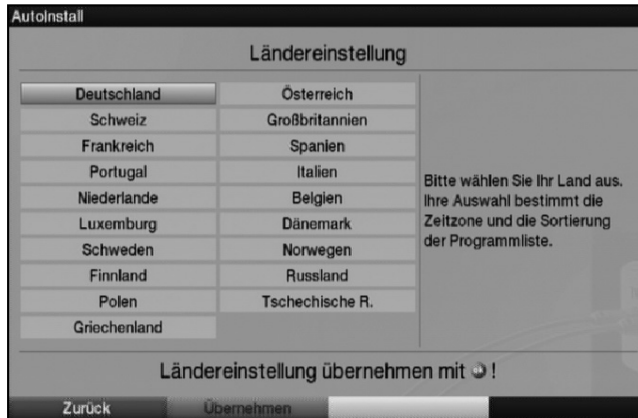 AutoInstall
Ländereinstellung
Deutschland Österreich
Schweiz Großbritannien
Frankreich Spanien
Portugal Italien
Niederlande Belgien
Luxemburg Dänemark
Schweden Norwegen
Finnland Russland
Polen Tschechische R.
Griechenland
Bitte wählen Sie Ihr Land aus.
Ihre Auswahl bestimmt die
Zeitzone und die Sortierung
der Programmliste.
Ländereinstellung übernehmen mit !
Zurück Übernehmen